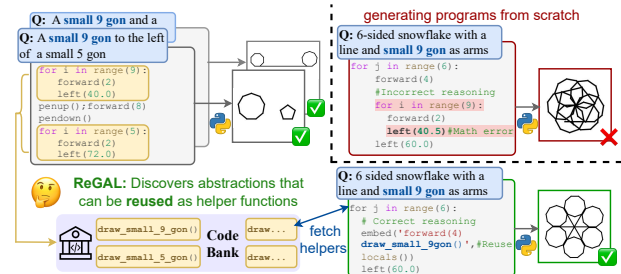 Q: A small 9 gon and a
Q: A small 9 gon to the left
of a small 5 gon
for i in range(9):
forward(2)
left(40.0)
penup();forward(8)
pendown()
for i in range(5):
forward(2)
left(72.0)
generating programs from scratch
Q: 6-sided snowflake with a
line and small 9 gon as arms
for j in range(6):
forward(4)
#Incorrect reasoning
for i in range(9):
forward(2)
left(40.5)#Math error
left(60.0)
ReGAL: Discovers abstractions that
can be reused as helper functions
draw_small_9_gon()
draw_small_5_gon()
Code
Bank
draw...
draw...
fetch
helpers
Q: 6 sided snowflake with a
line and small 9 gon as arms
for j in range(6):
# Correct reasoning
embed('forward(4)
draw_small_9gon()',#Reuse
locals())
left(60.0)